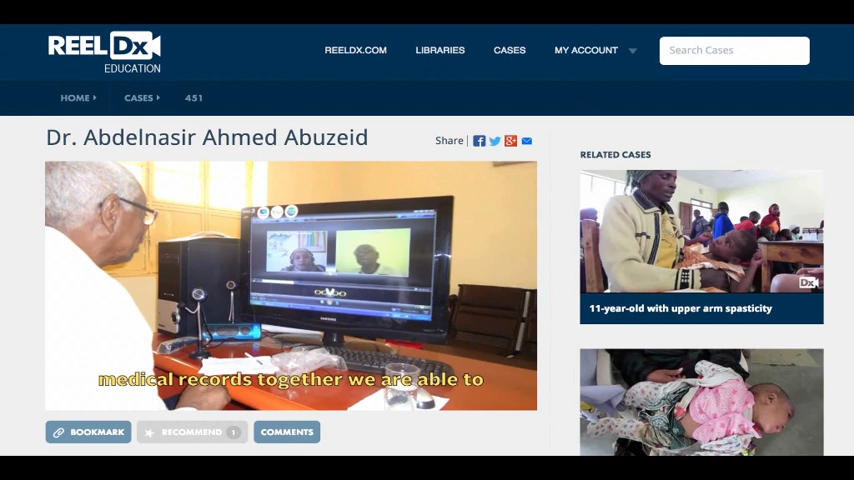 REELDx
EDUCATION
REELDX.COM LIBRARIES CASES MY ACCOUNT Search Cases
HOME CASES 451
Dr. Abdelnasir Ahmed Abuzeid
Share
RELATED CASES
Dx
11-year-old with upper arm spasticity
SAMSUNG
medical records together we are able to
BOOKMARK RECOMMEND 1 COMMENTS